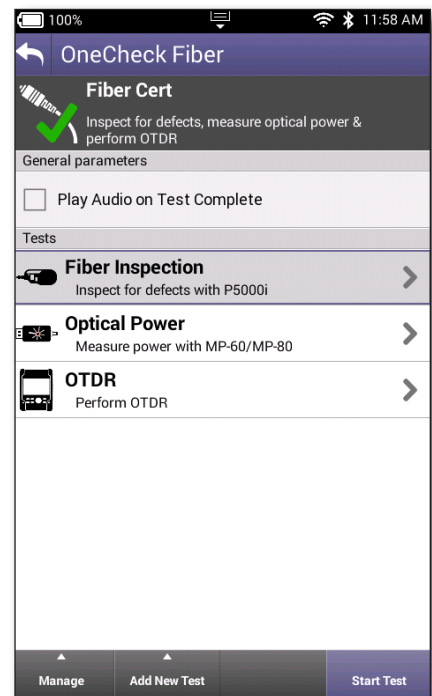 100%
11:58 AM
OneCheck Fiber
Fiber Cert
Inspect for defects, measure optical power &
perform OTDR
General parameters
Play Audio on Test Complete
Tests
Fiber Inspection
Inspect for defects with P5000i
Optical Power
Measure power with MP-60/MP-80
OTDR
Perform OTDR
Manage
Add New Test
Start Test